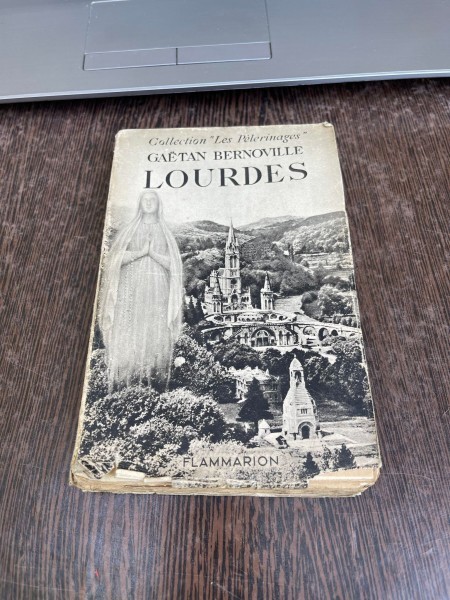 Collection "Les Pèlerinages"
GAËTAN BERNOVILLE
LOURDES
FLAMMARION